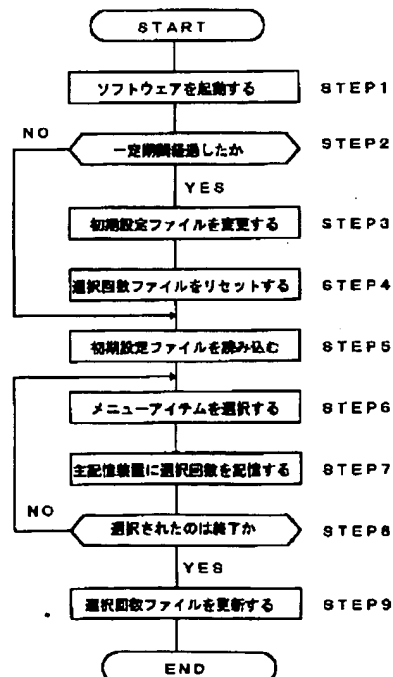 START
ソフトウェアを起動する STEP1
NO
一定期間経過したか STEP2
YES
初期設定ファイルを変更する STEP3
選択回数ファイルをリセットする STEP4
初期設定ファイルを読み込む STEP5
メニューアイテムを選択する STEP6
主記憶装置に選択回数を記憶する STEP7
NO
選択されたのは終了か STEP8
YES
選択回数ファイルを更新する STEP9
END